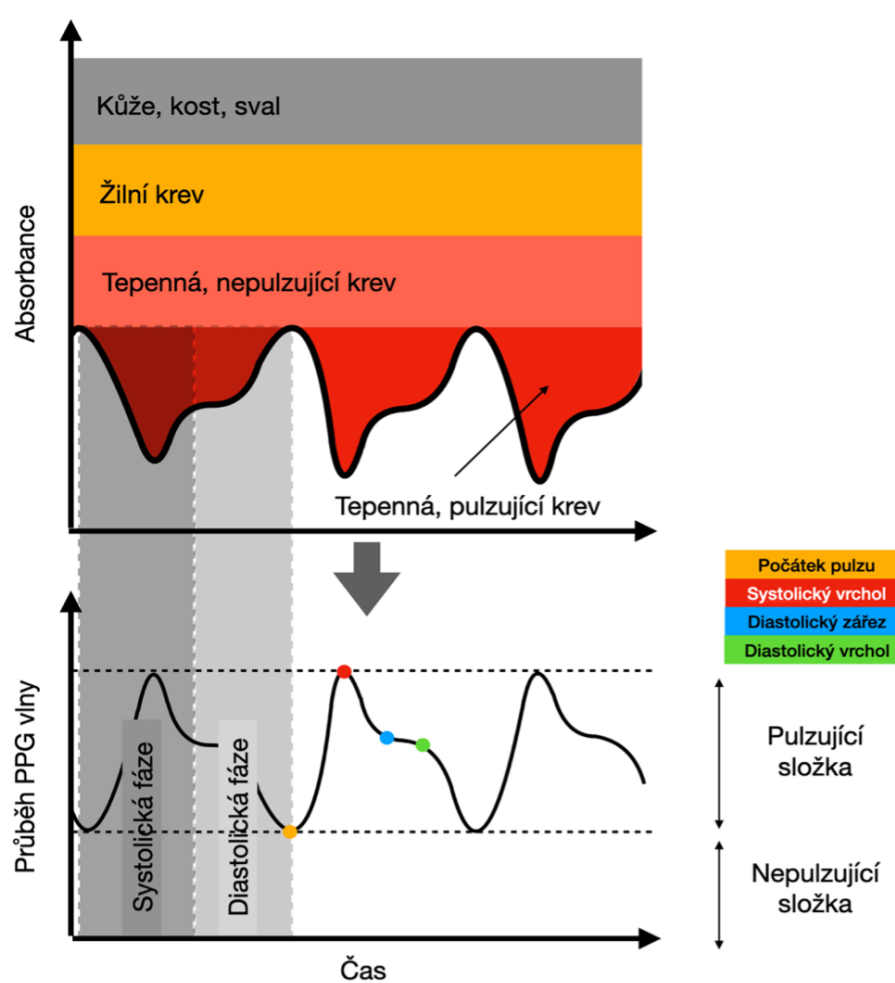 Absorbance
Kůže, kost, sval
Žilní krev
Tepenná, nepulzující krev
Tepenná, pulzující krev
Počátek pulzu
Systolický vrchol
Diastolický zářez
Diastolický vrchol
Průběh PPG vlny
Systolická fáze
Diastolická fáze
Pulzující
složka
Nepulzující
složka
Čas